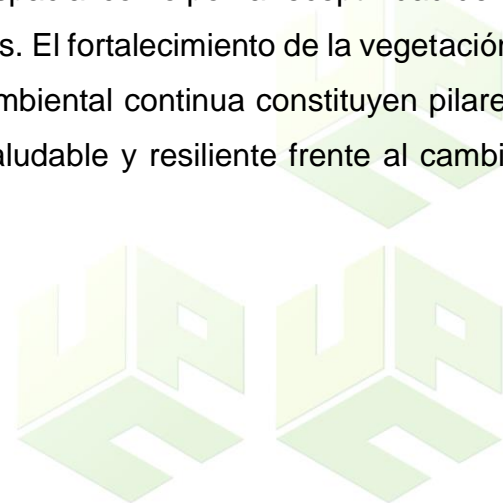 s. El fortalecimiento de la vegetación
mbiental continua constituyen pilare
aludable y resiliente frente al cambi